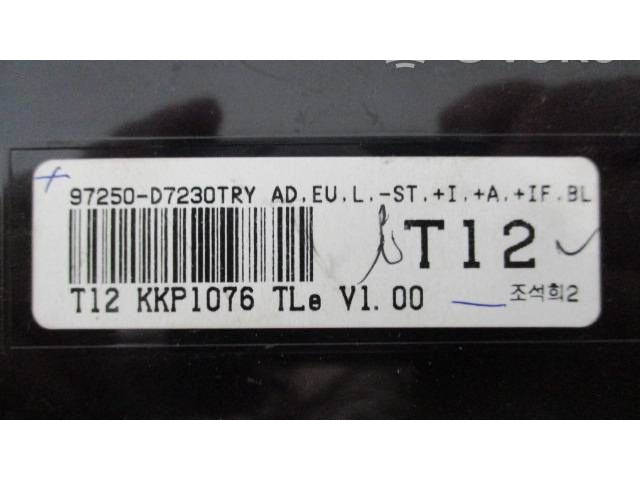 97250-D7230TRY AD.EU.L.-ST.+I.+A.+IF.BL
T12
T12 KKP1076 TLe V1.00
조석희2